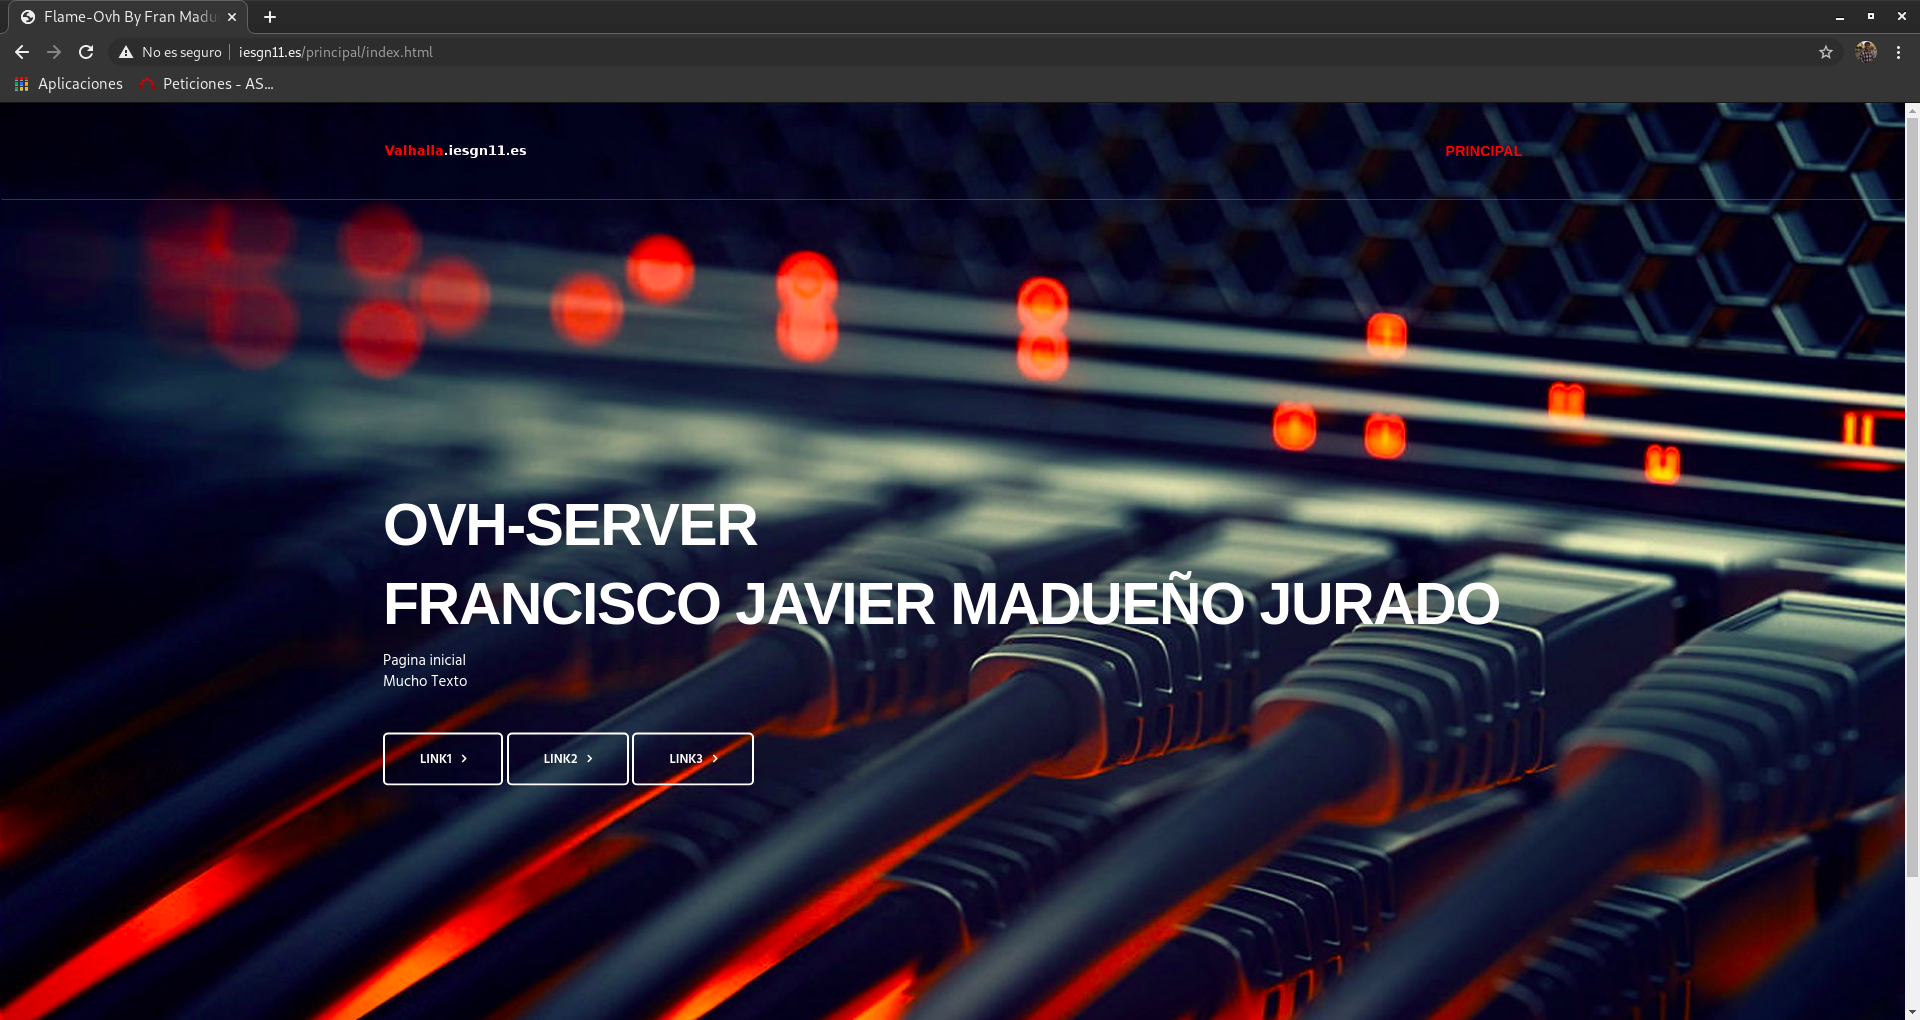 Flame-Ovh By Fran Madu
No es seguro
iesgn11.es/principal/index.html
Aplicaciones
Peticiones - AS...
Valhalla.iesgn11.es
PRINCIPAL
OVH-SERVER
FRANCISCO JAVIER MADUEÑO JURADO
Pagina inicial
Mucho Texto
LINK1
LINK2
LINK3